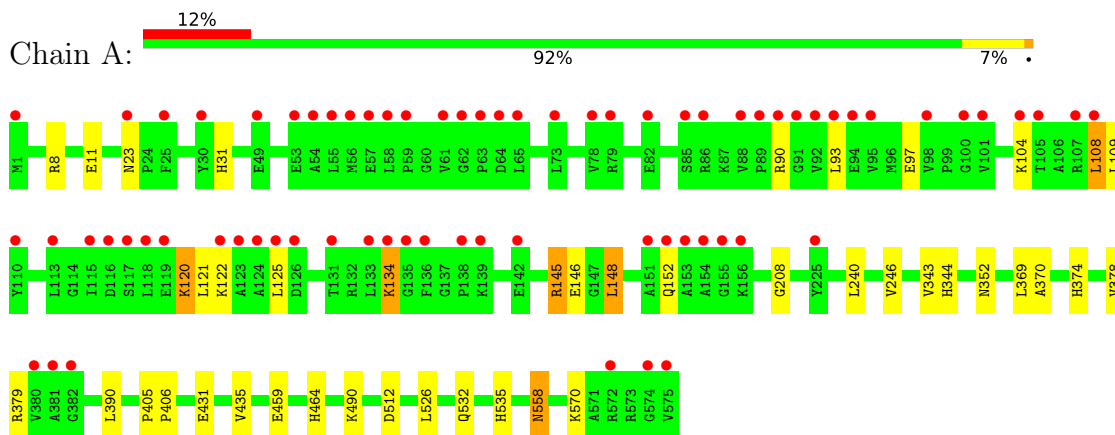 12%
Chain A:
92% 7% •
M1 R8 E11 N23 P24 F25 Y30 H31 E49 E53 A54 L55 M56 E57 L58 P59 G60 V61 G62 P63 D64 L65 L73 V78 R79 E82 S85 R86 K87 V88 P89 R90 G91 V92 L93 E94 V95 M96 E97 V98 P99 G100 V101 K104 T105 A106 R107 L108 L109
Y110 L113 G114 I115 D116 S117 L118 E119 K120 L121 K122 A123 A124 L125 D126 T131 R132 L133 K134 G135 F136 G137 P138 K139 E142 R145 E146 G147 L148 A151 Q152 A153 A154 G155 K156 G208 Y225 L240 V246 V343 H344 N352 L369 A370 H374 V378
R379 V380 A381 G382 L390 P405 P406 E431 V435 E459 H464 K490 D512 L526 Q532 H535 N558 K570 A571 R572 R573 G574 V575